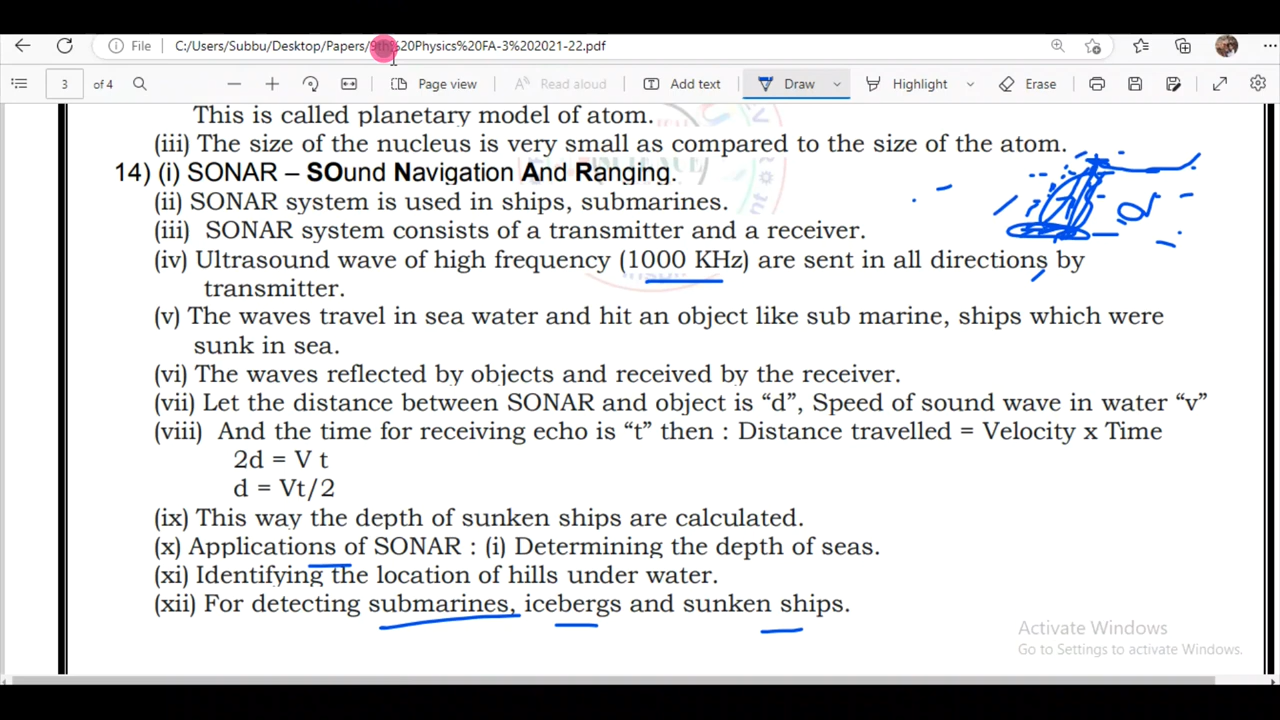 File C:/Users/Subbu/Desktop/Papers/9th%20Physics%20FA-3%202021-22.pdf
3 of 4 Page view Read aloud Add text Draw Highlight Erase
This is called planetary model of atom.
(iii) The size of the nucleus is very small as compared to the size of the atom.
14) (i) SONAR – SOund Navigation And Ranging.
(ii) SONAR system is used in ships, submarines.
(iii) SONAR system consists of a transmitter and a receiver.
(iv) Ultrasound wave of high frequency (1000 KHz) are sent in all directions by
transmitter.
(v) The waves travel in sea water and hit an object like sub marine, ships which were
sunk in sea.
(vi) The waves reflected by objects and received by the receiver.
(vii) Let the distance between SONAR and object is “d”, Speed of sound wave in water “v”
(viii) And the time for receiving echo is “t” then : Distance travelled = Velocity x Time
2d = V t
d = Vt/2
(ix) This way the depth of sunken ships are calculated.
(x) Applications of SONAR : (i) Determining the depth of seas.
(xi) Identifying the location of hills under water.
(xii) For detecting submarines, icebergs and sunken ships.
Activate Windows
Go to Settings to activate Windows.